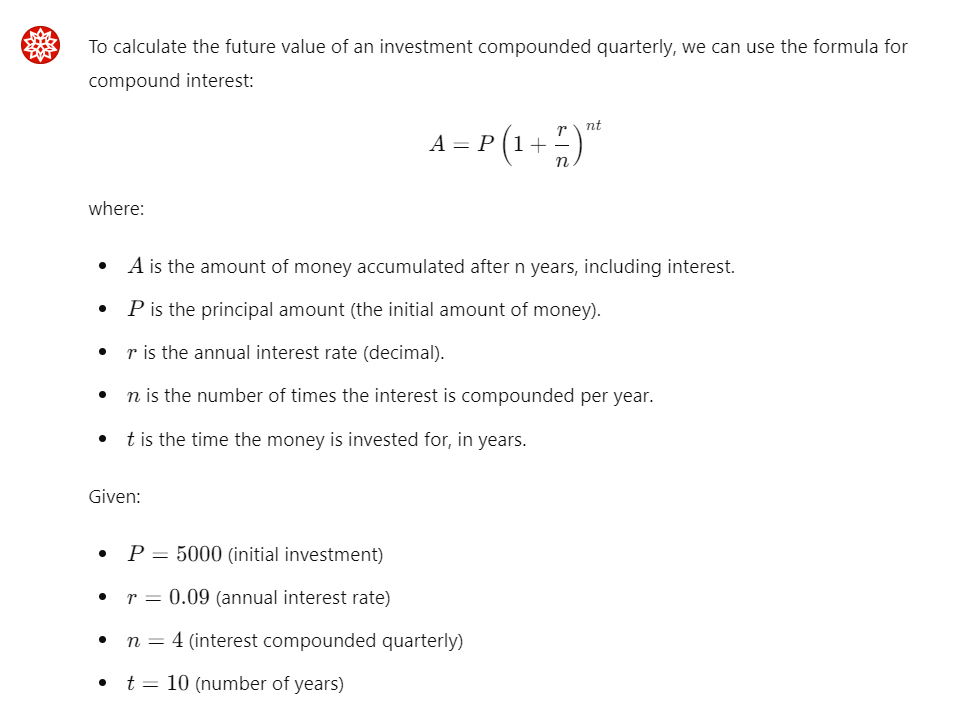 To calculate the future value of an investment compounded quarterly, we can use the formula for
compound interest:
A = P (1 + r/n)^{nt}
where:
• A is the amount of money accumulated after n years, including interest.
• P is the principal amount (the initial amount of money).
• r is the annual interest rate (decimal).
• n is the number of times the interest is compounded per year.
• t is the time the money is invested for, in years.
Given:
• P = 5000 (initial investment)
• r = 0.09 (annual interest rate)
• n = 4 (interest compounded quarterly)
• t = 10 (number of years)